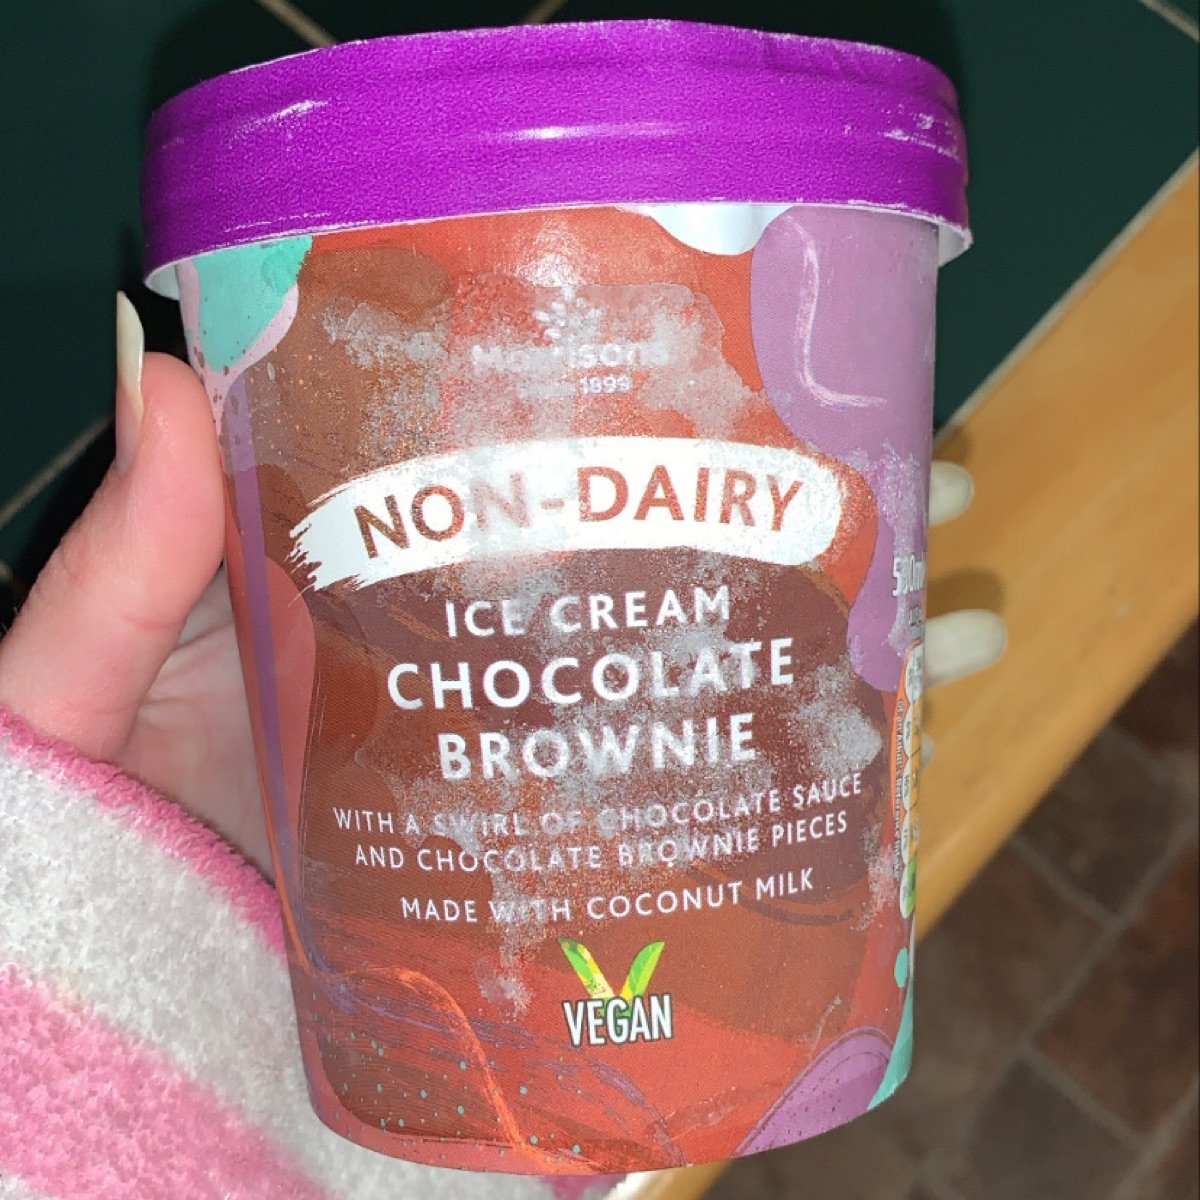 Morrisons
1899
NON-DAIRY
ICE CREAM
CHOCOLATE
BROWNIE
WITH A SWIRL OF CHOCOLATE SAUCE
AND CHOCOLATE BROWNIE PIECES
MADE WITH COCONUT MILK
VEGAN